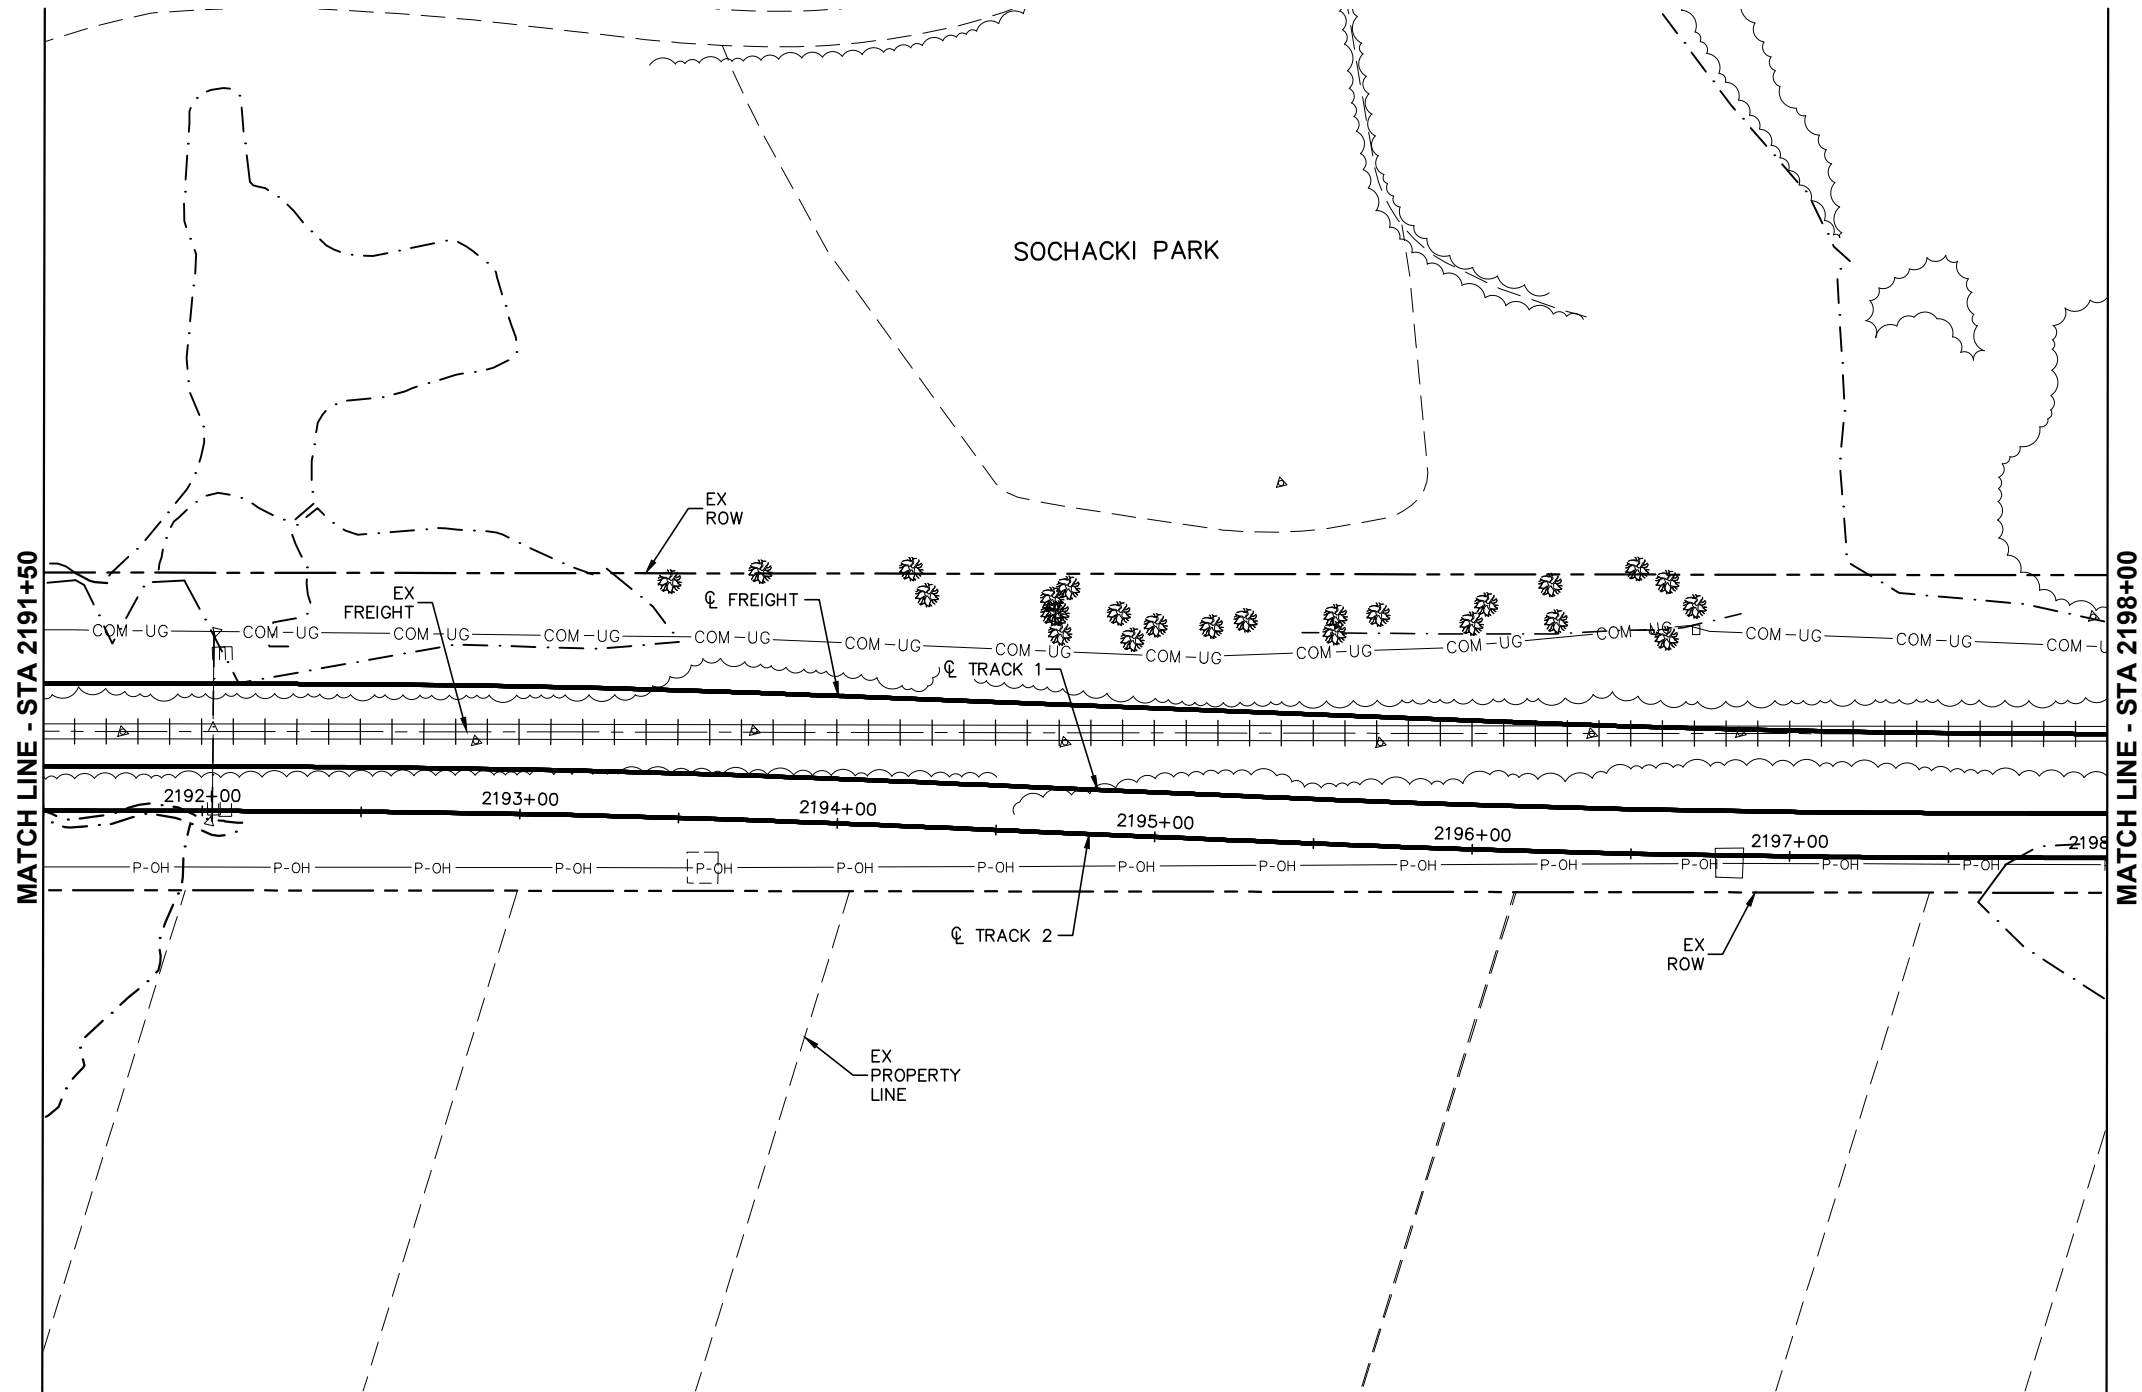 SOCHACKI PARK
EX
ROW
EX
FREIGHT
℄ FREIGHT
MATCH LINE - STA 2191+50
MATCH LINE - STA 2198+00
COM-UG COM-UG COM-UG COM-UG COM-UG COM-UG COM-UG COM-UG COM-UG COM-UG COM-UG COM-UG COM-UG COM-U
℄ TRACK 1
2192+00 2193+00 2194+00 2195+00 2196+00 2197+00 2198
P-OH P-OH P-OH P-OH P-OH P-OH P-OH P-OH P-OH P-OH P-OH P-OH P-OH P-OH
℄ TRACK 2
EX
ROW
EX
PROPERTY
LINE